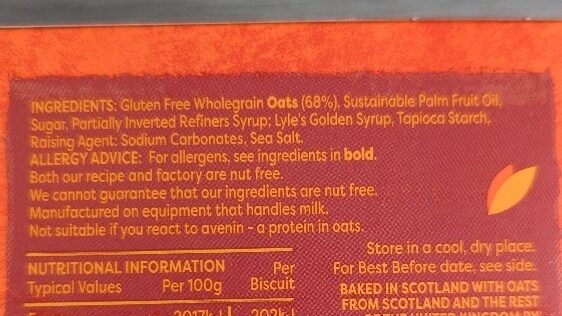 INGREDIENTS: Gluten Free Wholegrain Oats (68%), Sustainable Palm Fruit Oil,
Sugar, Partially Inverted Refiners Syrup; Lyle's Golden Syrup, Tapioca Starch,
Raising Agent: Sodium Carbonates, Sea Salt.
ALLERGY ADVICE: For allergens, see ingredients in bold.
Both our recipe and factory are nut free.
We cannot guarantee that our ingredients are nut free.
Manufactured on equipment that handles milk.
Not suitable if you react to avenin - a protein in oats.
Store in a cool, dry place.
For Best Before date, see side.
BAKED IN SCOTLAND WITH OATS
FROM SCOTLAND AND THE REST
OF THE UNITED KINGDOM BY
NUTRITIONAL INFORMATION Per
Typical Values Per 100g Biscuit